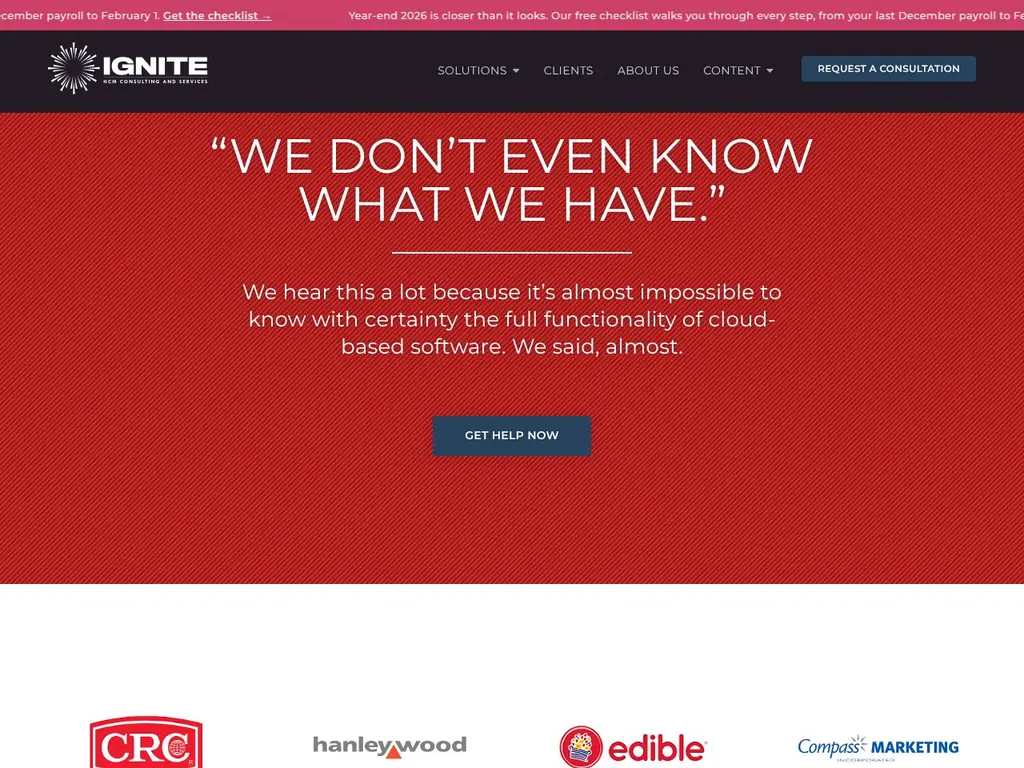 cember payroll to February 1. Get the checklist → Year-end 2026 is closer than it looks. Our free checklist walks you through every step, from your last December payroll to Fe
IGNITE
HCM CONSULTING AND SERVICES
SOLUTIONS CLIENTS ABOUT US CONTENT REQUEST A CONSULTATION
“WE DON’T EVEN KNOW
WHAT WE HAVE.”
We hear this a lot because it’s almost impossible to
know with certainty the full functionality of cloud-
based software. We said, almost.
GET HELP NOW
CRC
hanley wood
edible
Compass MARKETING
INCORPORATED